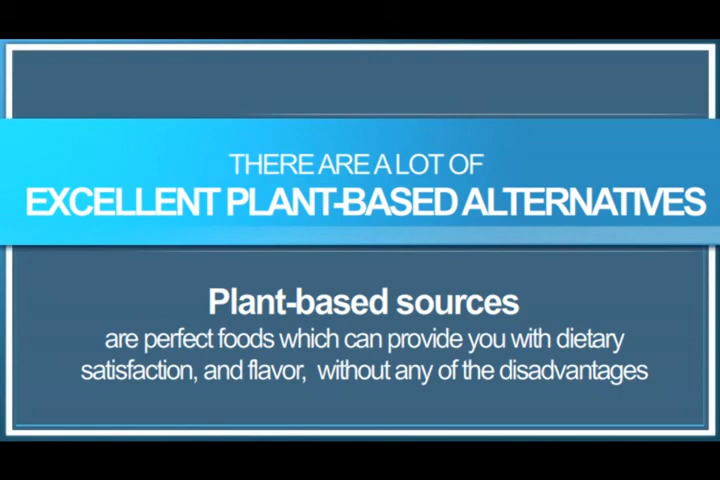 THERE ARE A LOT OF
EXCELLENT PLANT-BASED ALTERNATIVES
Plant-based sources
are perfect foods which can provide you with dietary
satisfaction, and flavor, without any of the disadvantages